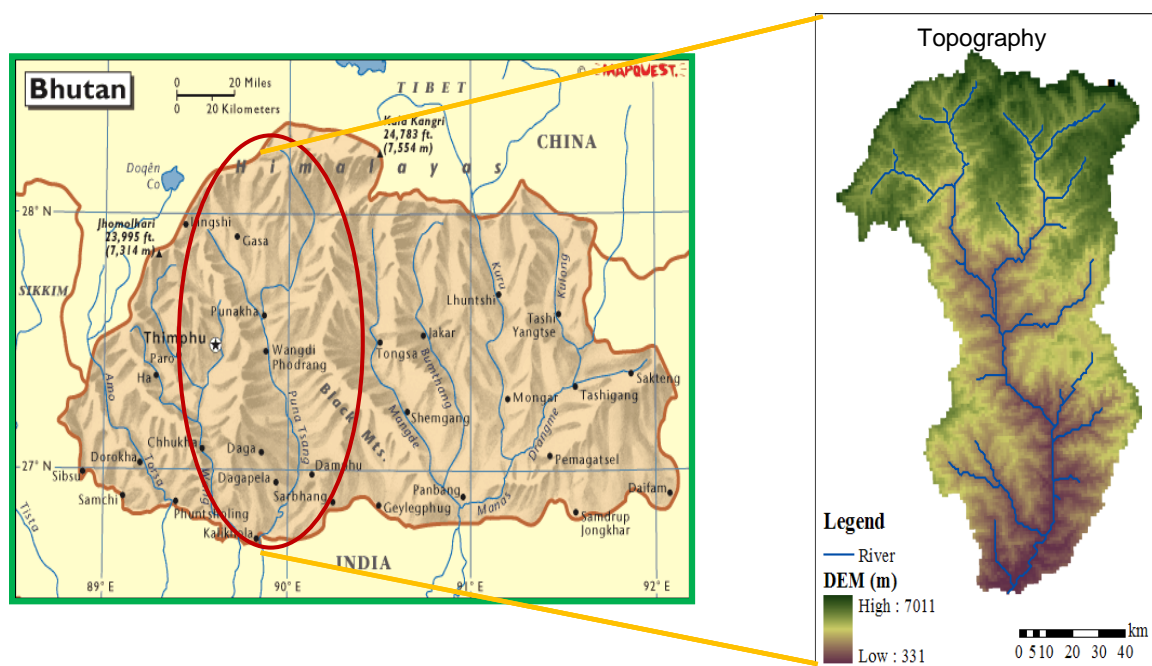 Topography
Bhutan
0 20 Miles
0 20 Kilometers
© MAPQUEST.
TIBET
Kula Kangri
24,783 ft.
(7,554 m)
CHINA
Himalayas
Doqên
Co
28° N
Jhomolhari
23,995 ft.
(7,314 m)
Lingshi
Gasa
SIKKIM
Punakha
Thimphu
Paro
Ha
Wangdi
Phodrang
Tongsa
Jakar
Lhuntshi
Kuru
Kulong
Tashi
Yangtse
Sakteng
Tashigang
Mongar
Amo
Bumthang
Black Mts.
Puna Tsang
Mangde
Shemgang
Drangme
Chhukha
Daga
Pemagatsel
27° N
Sibsu
Dorokha
Torsa
Dagapela
Damphu
Samchi
Phuntsholing
Wong
Sarbhang
Geylegphug
Panbang
Manas
Daifam
Samdrup
Jongkhar
Kalikhola
Tista
INDIA
89° E
90° E
91° E
92° E
Legend
River
DEM (m)
High : 7011
Low : 331
km
0 5 10 20 30 40